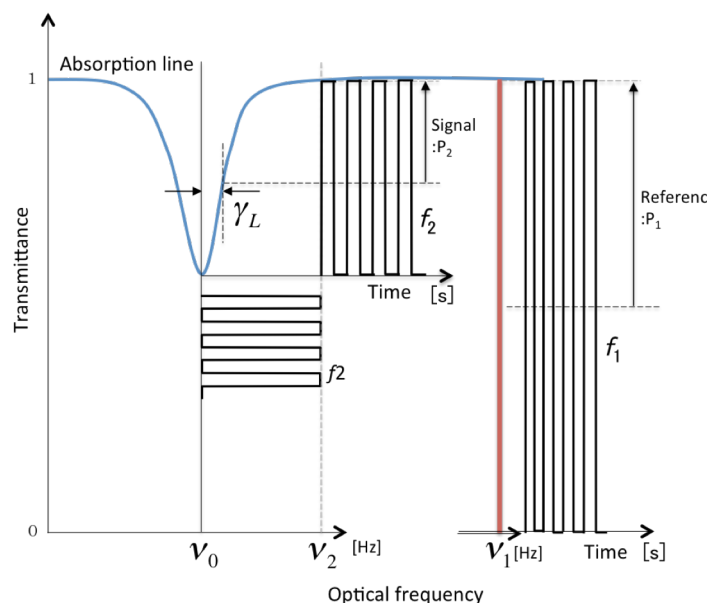 Absorption line
1
Signal
:P₂
Referenc
:P₁
γ_L
f₂
Transmittance
Time [s]
f2
f₁
0
ν₀
ν₂ [Hz]
ν₁ [Hz]
Time [s]
Optical frequency